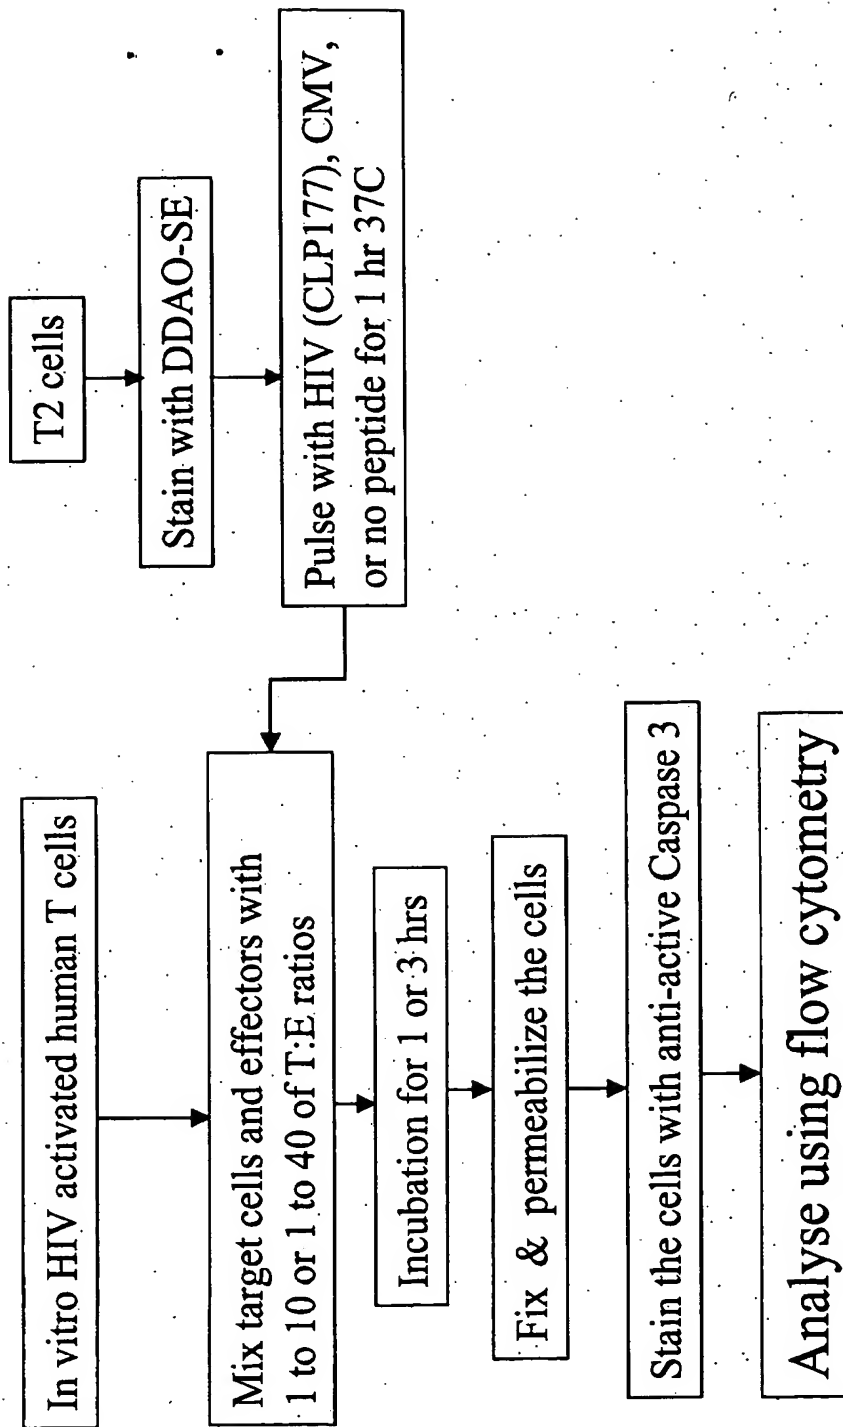 In vitro HIV activated human T cells
Mix target cells and effectors with
1 to 10 or 1 to 40 of T:E ratios
Incubation for 1 or 3 hrs
Fix & permeabilize the cells
Stain the cells with anti-active Caspase 3
Analyse using flow cytometry
T2 cells
Stain with DDAO-SE
Pulse with HIV (CLP177), CMV,
or no peptide for 1 hr 37C